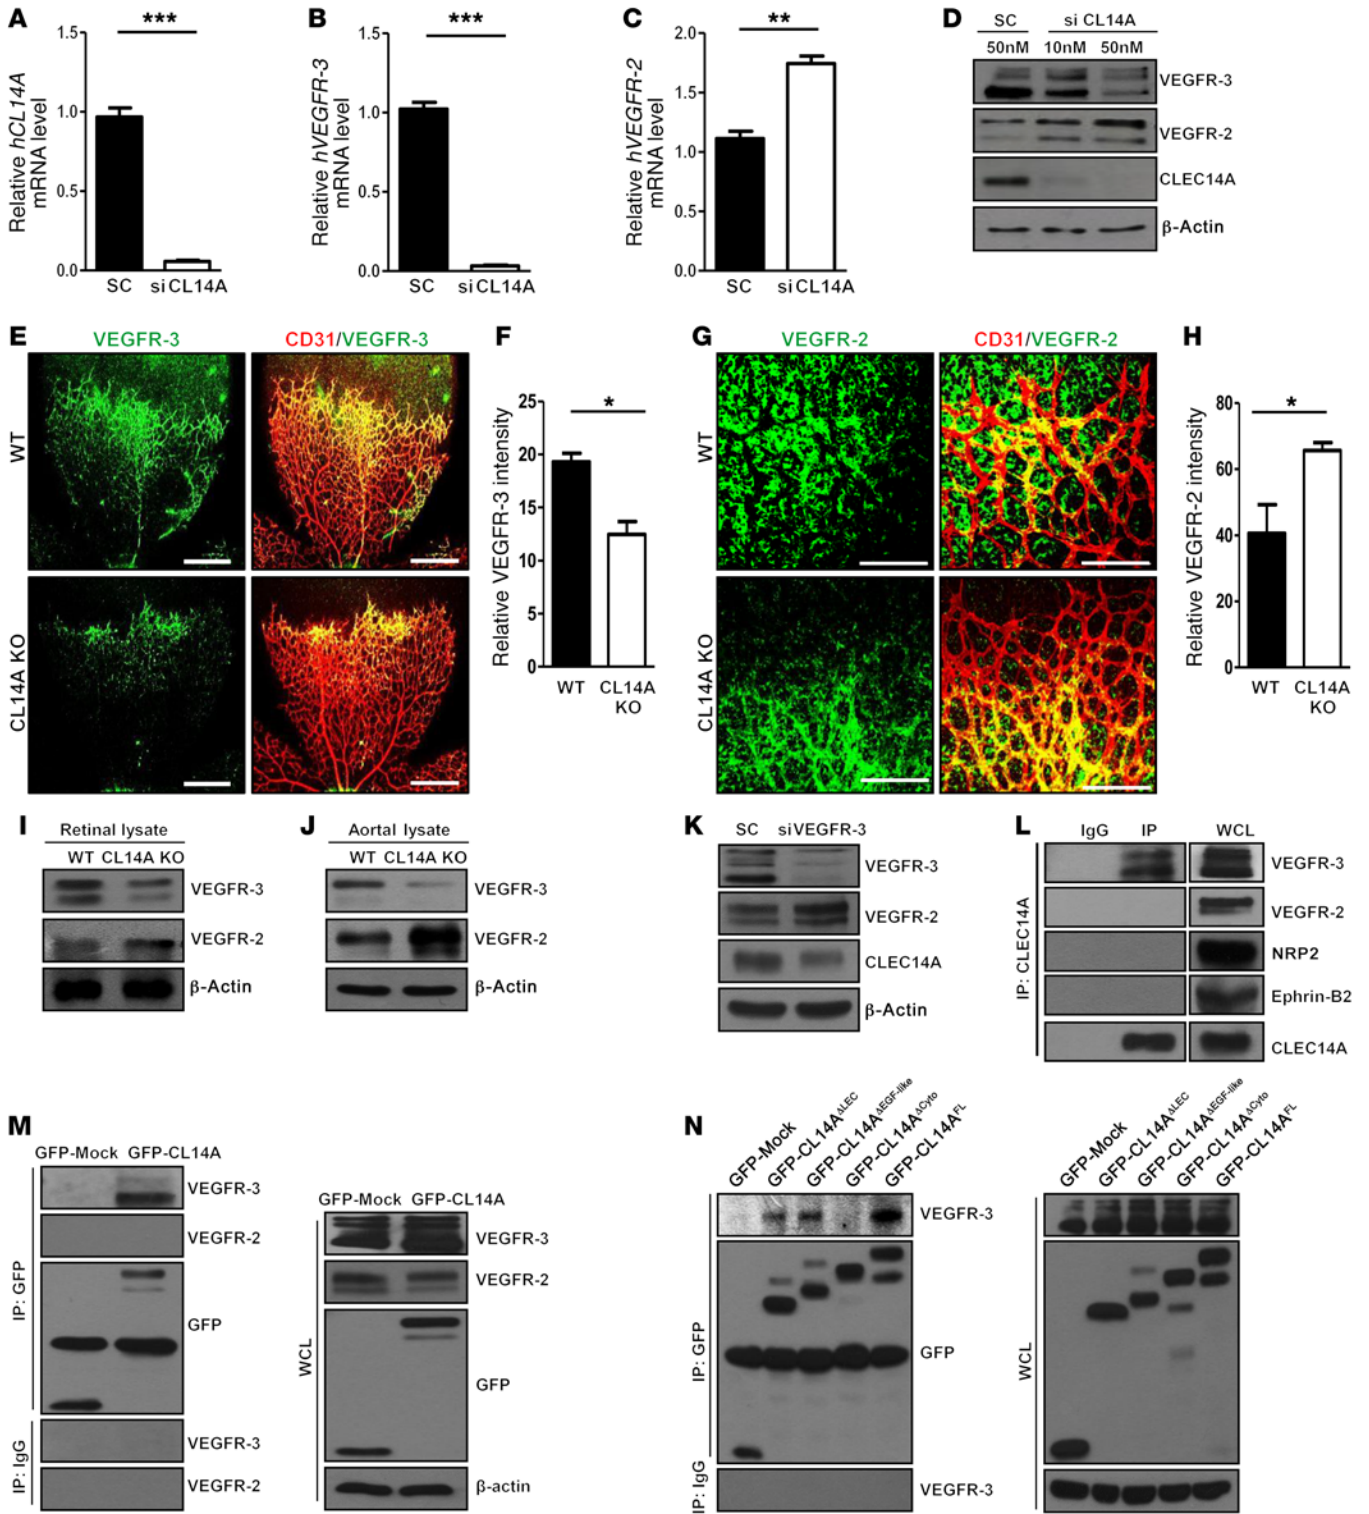 A
Relative hCL14A
mRNA level
1.5
1.0
0.5
0.0
***
SC
siCL14A
B
Relative hVEGFR-3
mRNA level
1.5
1.0
0.5
0.0
***
SC
siCL14A
C
Relative hVEGFR-2
mRNA level
2.0
1.5
1.0
0.5
0.0
**
SC
siCL14A
D
SC
si CL14A
50nM 10nM 50nM
VEGFR-3
VEGFR-2
CLEC14A
β-Actin
E
VEGFR-3
CD31/VEGFR-3
WT
CL14A KO
F
Relative VEGFR-3 intensity
25
20
15
10
5
0
*
WT
CL14A
KO
G
VEGFR-2
CD31/VEGFR-2
WT
CL14A KO
H
Relative VEGFR-2 intensity
80
60
40
20
0
*
WT
CL14A
KO
I
Retinal lysate
WT CL14A KO
VEGFR-3
VEGFR-2
β-Actin
J
Aortal lysate
WT CL14A KO
VEGFR-3
VEGFR-2
β-Actin
K
SC siVEGFR-3
VEGFR-3
VEGFR-2
CLEC14A
β-Actin
L
IgG IP WCL
IP: CLEC14A
VEGFR-3
VEGFR-2
NRP2
Ephrin-B2
CLEC14A
M
GFP-Mock GFP-CL14A
IP: GFP
VEGFR-3
VEGFR-2
GFP
IP: IgG
VEGFR-3
VEGFR-2
GFP-Mock GFP-CL14A
WCL
VEGFR-3
VEGFR-2
GFP
β-actin
N
GFP-Mock
GFP-CL14AΔLEC
GFP-CL14AΔEGF-like
GFP-CL14AΔCyto
GFP-CL14AFL
IP: GFP
VEGFR-3
GFP
IP: IgG
VEGFR-3
GFP-Mock
GFP-CL14AΔLEC
GFP-CL14AΔEGF-like
GFP-CL14AΔCyto
GFP-CL14AFL
WCL